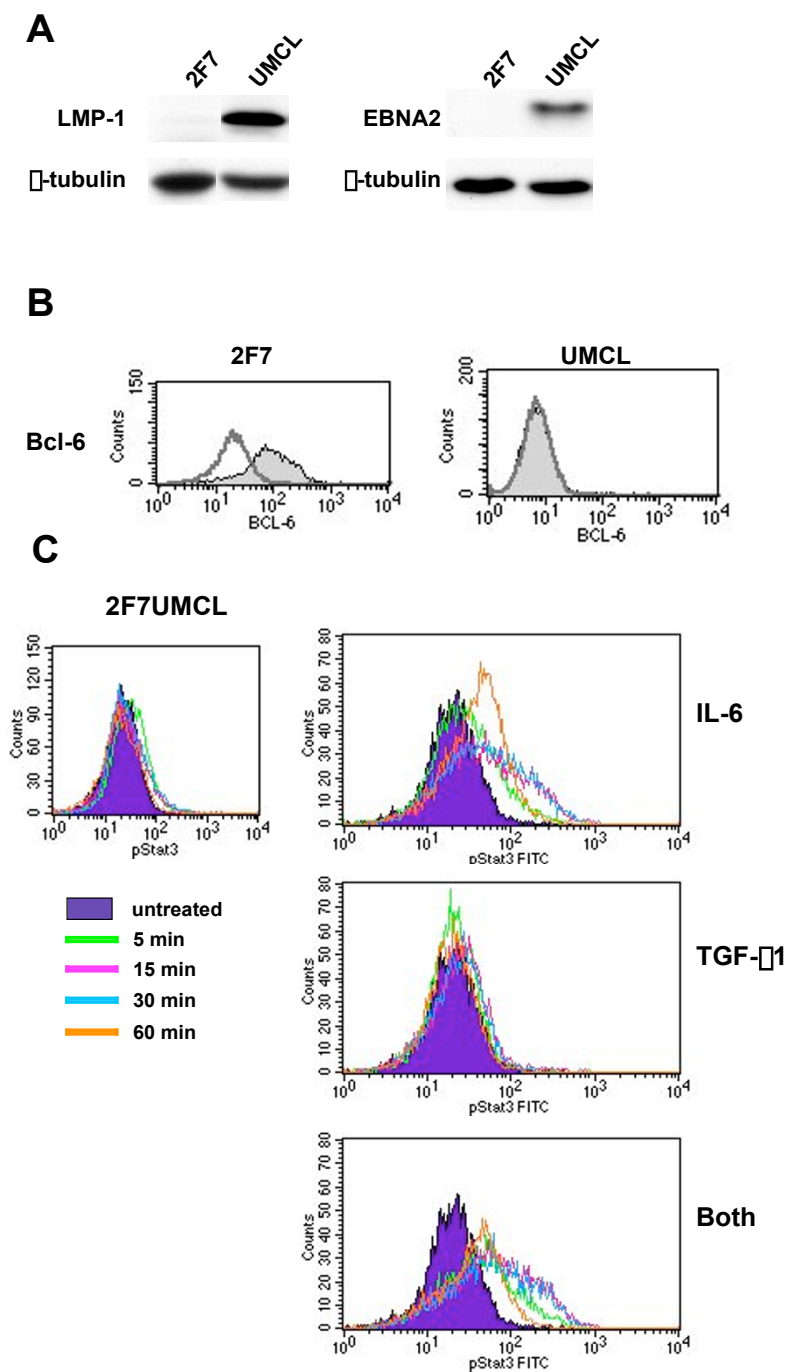 A
2F7 UMCL
LMP-1
▯-tubulin
2F7 UMCL
EBNA2
▯-tubulin
B
2F7
Bcl-6
150
Counts
0
10^0 10^1 10^2 10^3 10^4
BCL-6
UMCL
200
Counts
0
10^0 10^1 10^2 10^3 10^4
BCL-6
C
2F7UMCL
150
120
90
60
30
0
Counts
10^0 10^1 10^2 10^3 10^4
pStat3
untreated
5 min
15 min
30 min
60 min
80
70
60
50
40
30
20
10
0
Counts
10^0 10^1 10^2 10^3 10^4
pStat3 FITC
IL-6
80
70
60
50
40
30
20
10
0
Counts
10^0 10^1 10^2 10^3 10^4
pStat3 FITC
TGF-▯1
80
70
60
50
40
30
20
10
0
Counts
10^0 10^1 10^2 10^3 10^4
pStat3 FITC
Both